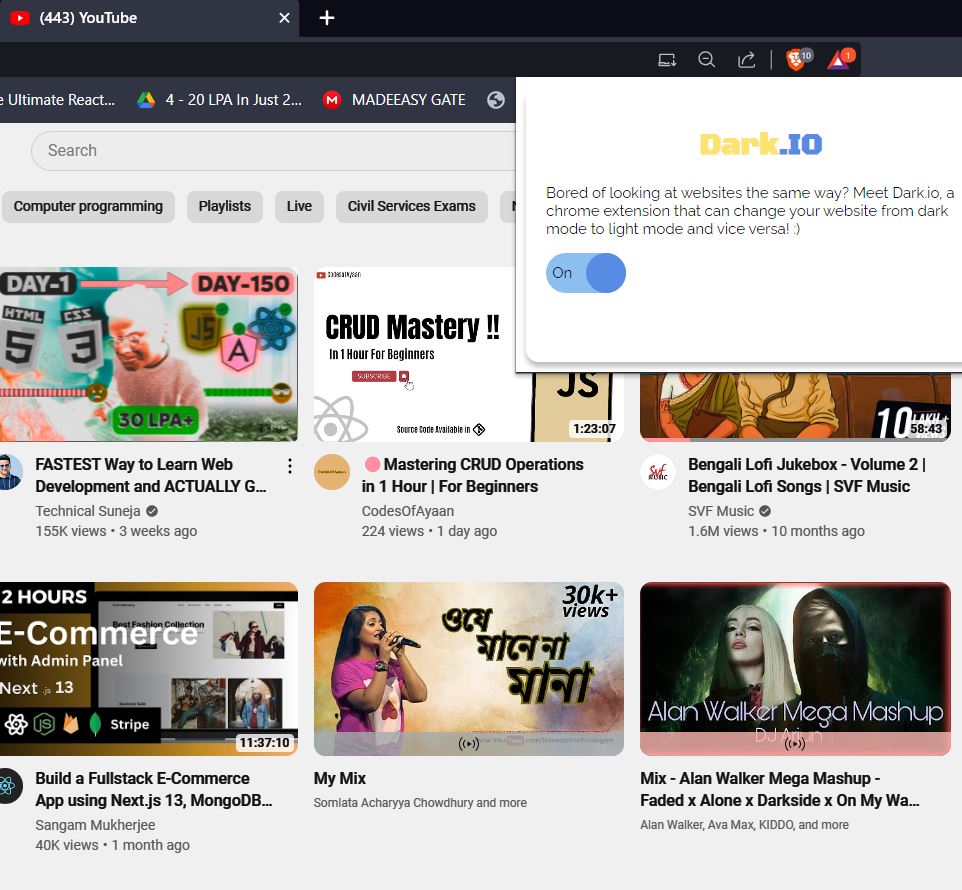 (443) YouTube
10
1
e Ultimate React...
4 - 20 LPA In Just 2...
MADEEASY GATE
Search
Computer programming
Playlists
Live
Civil Services Exams
Dark.IO
Bored of looking at websites the same way? Meet Dark.io, a
chrome extension that can change your website from dark
mode to light mode and vice versa! :)
On
DAY-1
DAY-150
HTML
CSS
5
3
JS
A
30 LPA+
CodesofAyaan
CRUD Mastery !!
In 1 Hour For Beginners
SUBSCRIBE
Source Code Available in
JS
1:23:07
10 LAKH+
58:43
FASTEST Way to Learn Web
Development and ACTUALLY G...
Technical Suneja
155K views • 3 weeks ago
CodesOfAyaan
Mastering CRUD Operations
in 1 Hour | For Beginners
CodesOfAyaan
224 views • 1 day ago
SVF
MUSIC
Bengali Lofi Jukebox - Volume 2 |
Bengali Lofi Songs | SVF Music
SVF Music
1.6M views • 10 months ago
2 HOURS
E-Commerce
with Admin Panel
Next .js 13
Best Fashion Collection
Stripe
11:37:10
30k+
views
ওযে
মানে না
মানা
Alan Walker Mega Mashup
DJ Arjun
Build a Fullstack E-Commerce
App using Next.js 13, MongoDB...
Sangam Mukherjee
40K views • 1 month ago
My Mix
Somlata Acharyya Chowdhury and more
Mix - Alan Walker Mega Mashup -
Faded x Alone x Darkside x On My Wa...
Alan Walker, Ava Max, KIDDO, and more